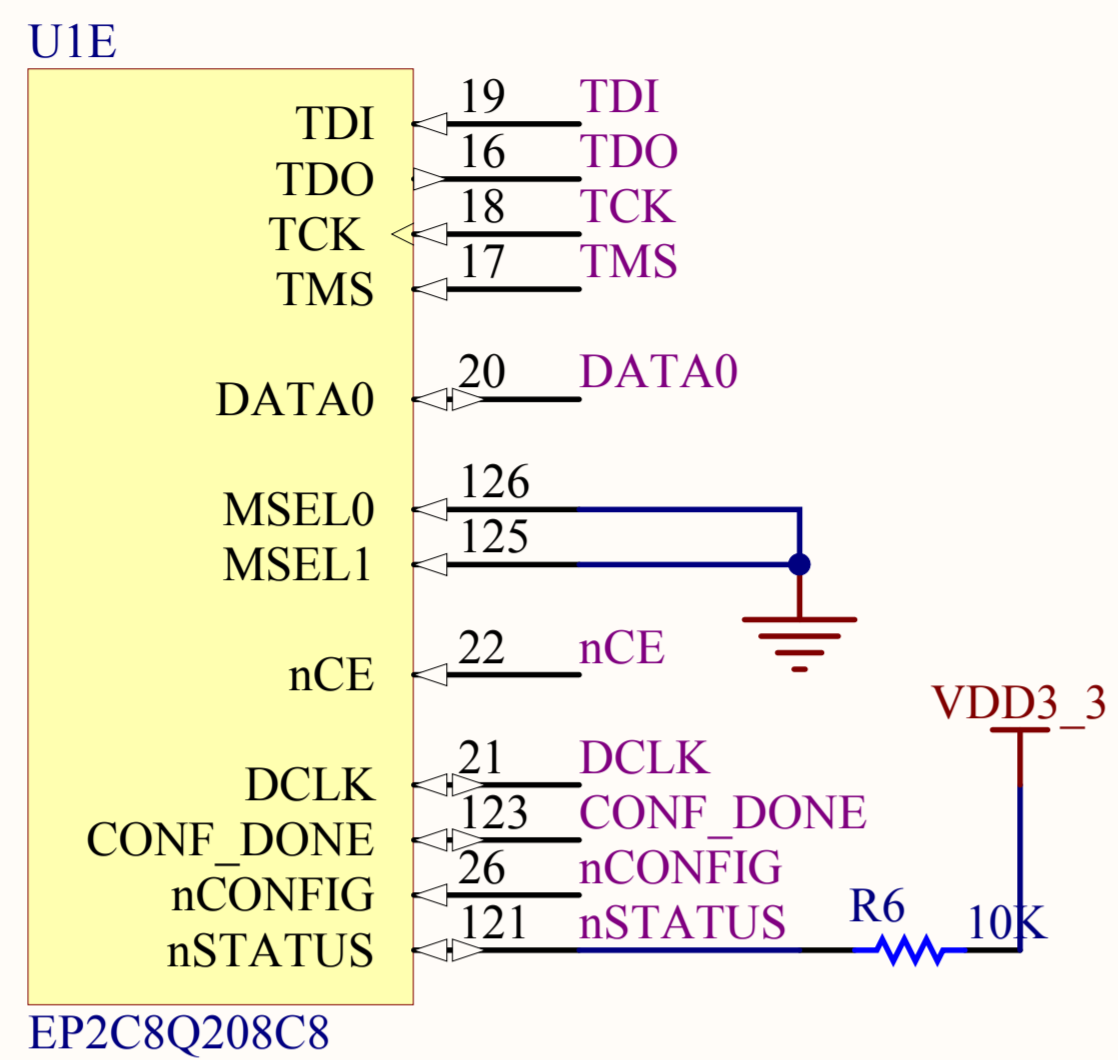 U1E
TDI 19 TDI
TDO 16 TDO
TCK 18 TCK
TMS 17 TMS
DATA0 20 DATA0
MSEL0 126
MSEL1 125
nCE 22 nCE
VDD3_3
DCLK 21 DCLK
CONF_DONE 123 CONF_DONE
nCONFIG 26 nCONFIG
nSTATUS 121 nSTATUS R6 10K
EP2C8Q208C8